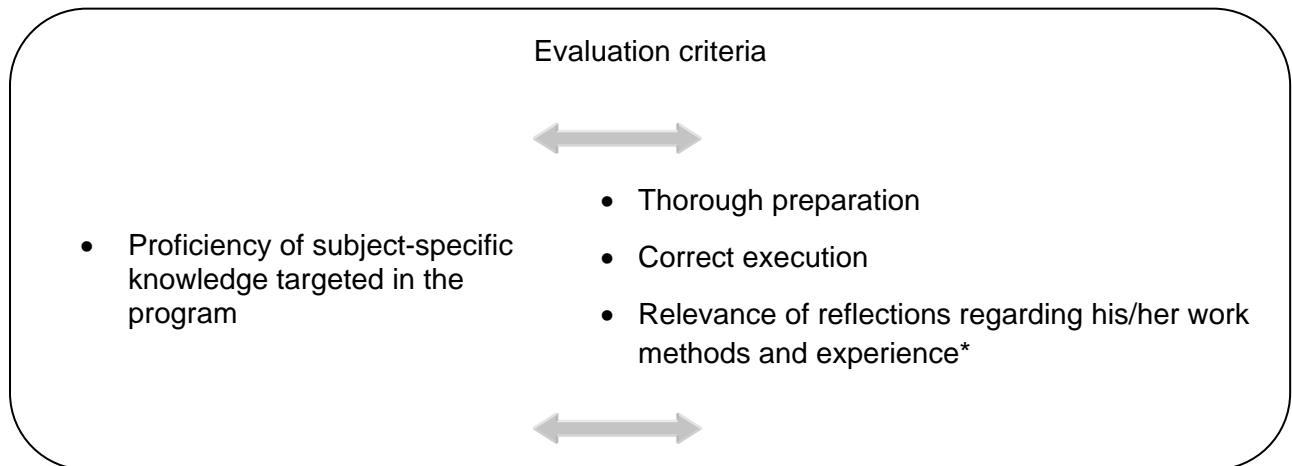 Evaluation criteria
• Proficiency of subject-specific
knowledge targeted in the
program
• Thorough preparation
• Correct execution
• Relevance of reflections regarding his/her work
methods and experience*